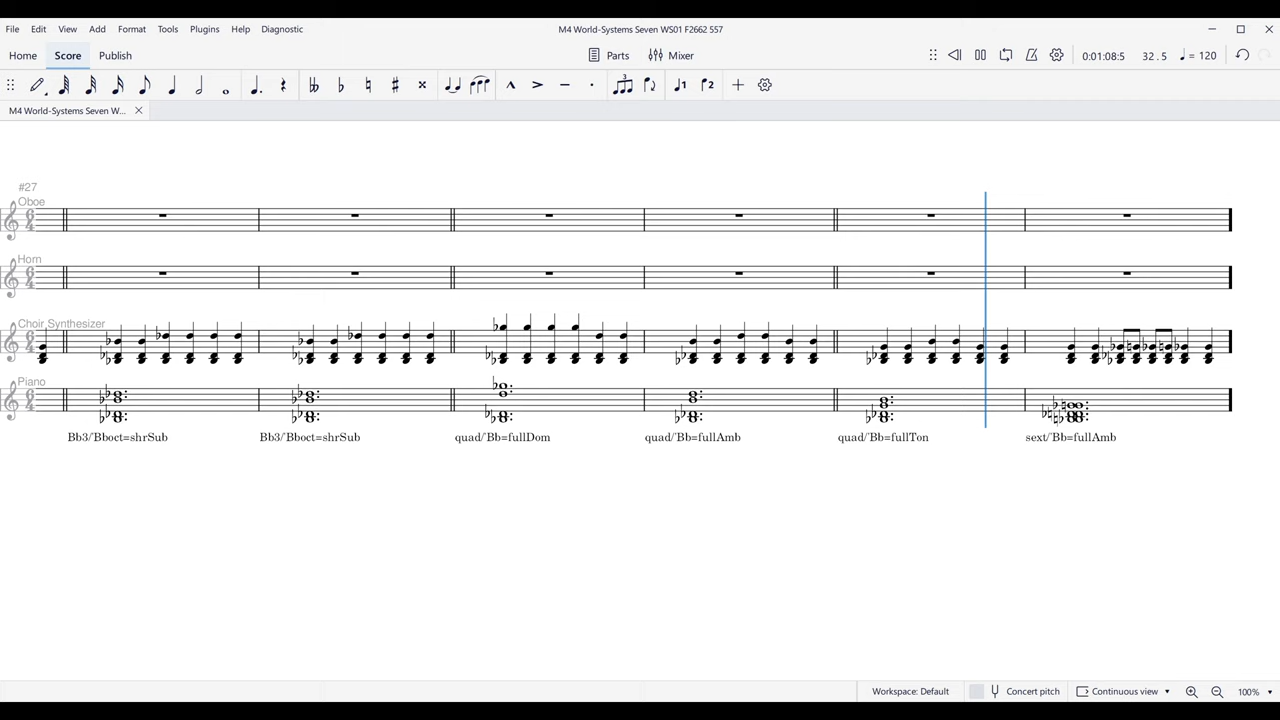 File Edit View Add Format Tools Plugins Help Diagnostic M4 World-Systems Seven WS01 F2662 557
Home Score Publish Parts Mixer 0:01:08:5 32 . 5 = 120
M4 World-Systems Seven W...
#27
Oboe
Horn
Choir Synthesizer
Piano
Bb3/'Bboct=shrSub Bb3/'Bboct=shrSub quad/'Bb=fullDom quad/'Bb=fullAmb quad/'Bb=fullTon sext/'Bb=fullAmb
Workspace: Default Concert pitch Continuous view 100%